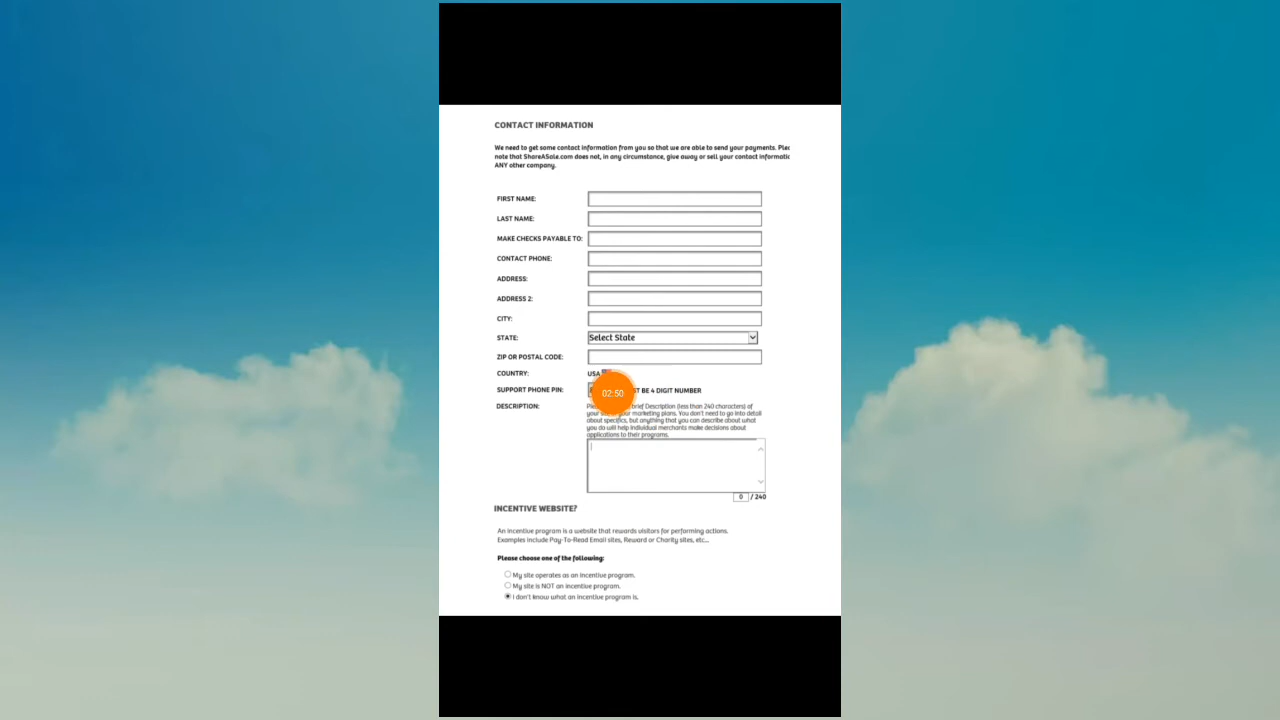 CONTACT INFORMATION
We need to get some contact information from you so that we are able to send your payments.
note that ShareASale.com does not, in any circumstance, give away or sell your contact
ANY other company.
FIRST NAME:
LAST NAME:
MAKE CHECKS PAYABLE TO:
CONTACT PHONE:
ADDRESS:
ADDRESS 2:
CITY:
STATE: Select State
ZIP OR POSTAL CODE:
COUNTRY: USA
SUPPORT PHONE PIN: BE 4 DIGIT NUMBER
02:50
DESCRIPTION: brief Description (less than 240 characters) of
your marketing plans. You don't need to go into detail
about specifics, but anything that you can describe about what
you do will help individual merchants make decisions about
applications to their programs.
0 / 240
INCENTIVE WEBSITE?
An incentive program is a website that rewards visitors for performing actions.
Examples include Pay-To-Read Email sites, Reward or Charity sites, etc...
Please choose one of the following:
My site operates as an incentive program.
My site is NOT an incentive program.
I don't know what an incentive program is.